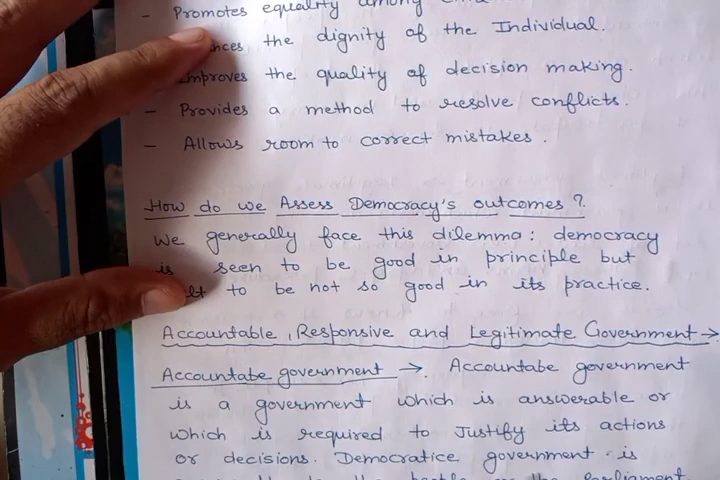 - Promotes equality among
the dignity of the Individual.
Improves the quality of decision making.
- Provides a method to resolve conflicts.
- Allows room to correct mistakes.
How do we Assess Democracy's outcomes?
We generally face this dilemma: democracy
is seen to be good in principle but
to be not so good in its practice.
Accountable, Responsive and Legitimate Government →
Accountabe government →. Accountabe government
is a government which is answerable or
which is required to Justify its actions
or decisions. Democratice government is
the Parliament